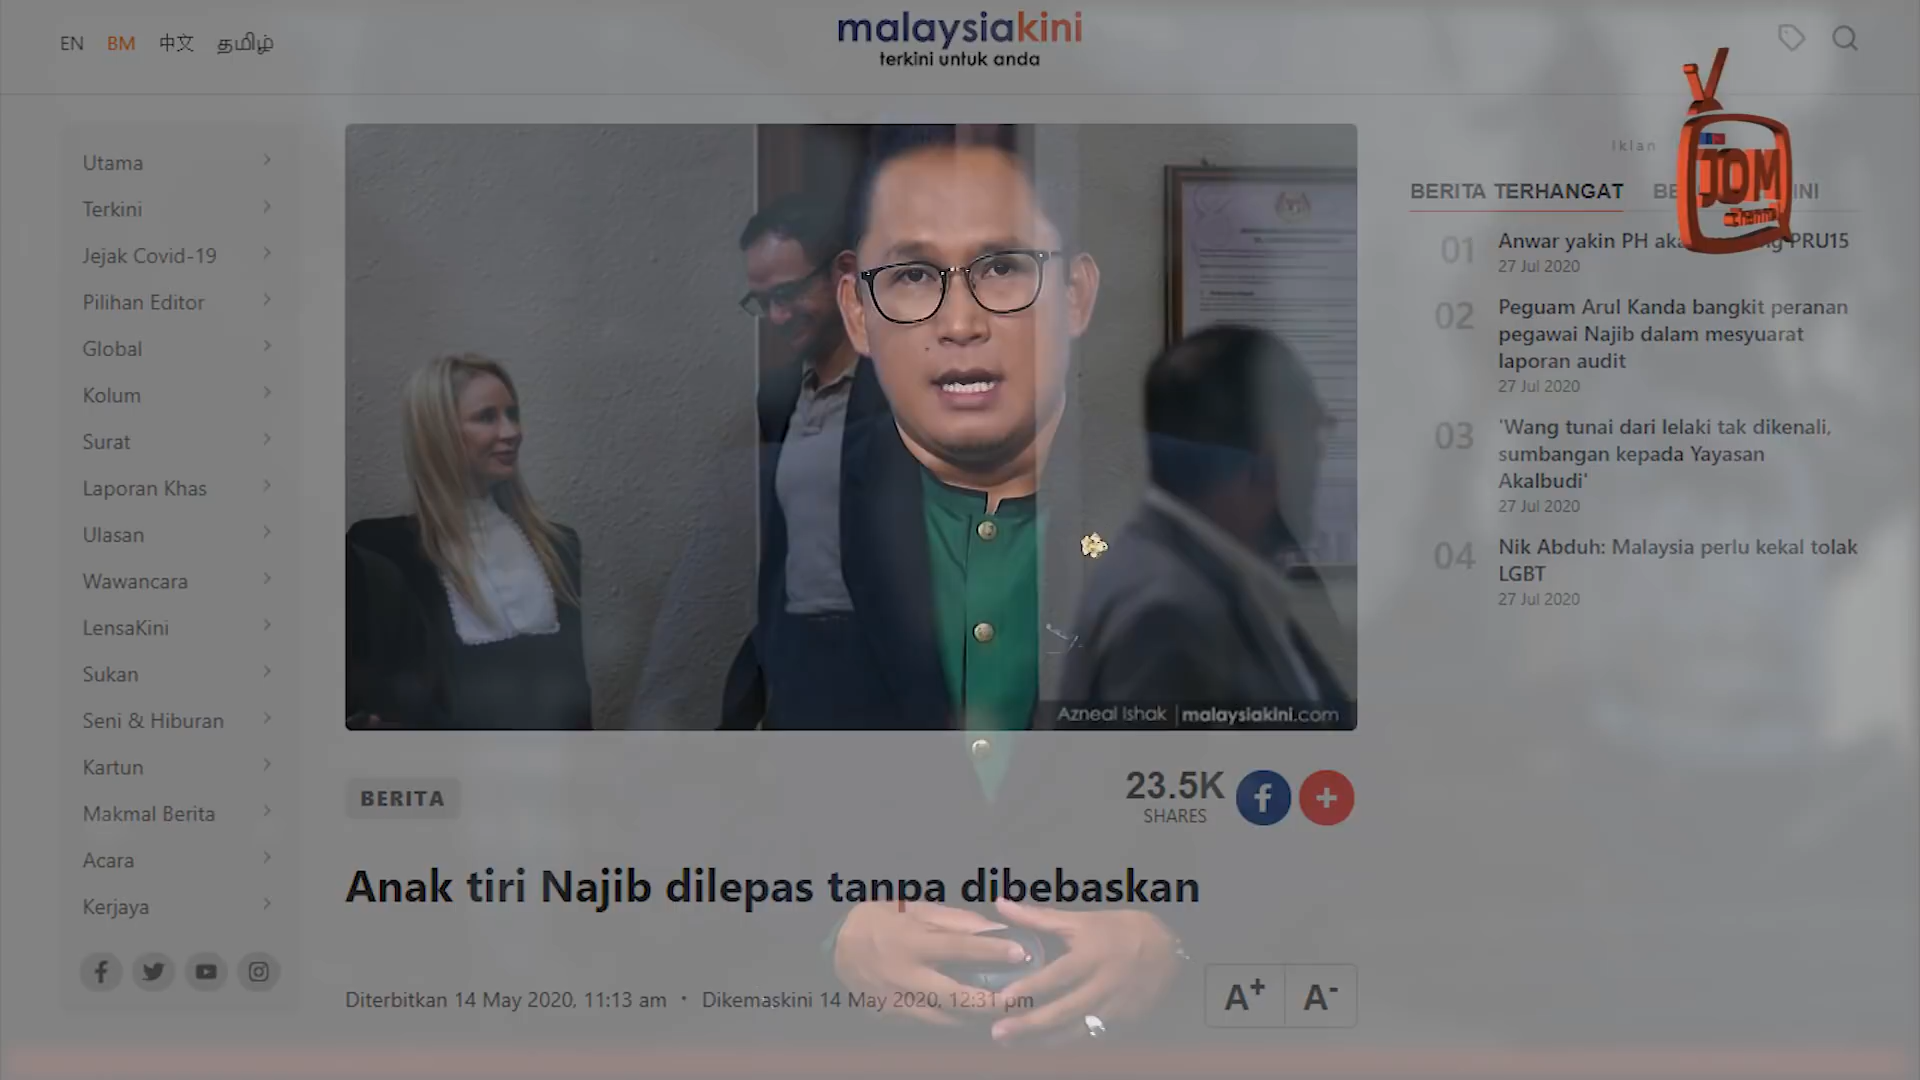 EN BM 中文 தமிழ்
malaysiakini
terkini untuk anda
Utama
Terkini
Jejak Covid-19
Pilihan Editor
Global
Kolum
Surat
Laporan Khas
Ulasan
Wawancara
LensaKini
Sukan
Seni & Hiburan
Kartun
Makmal Berita
Acara
Kerjaya
Azneal Ishak | malaysiakini.com
BERITA
23.5K
SHARES
Anak tiri Najib dilepas tanpa dibebaskan
Diterbitkan 14 May 2020, 11:13 am · Dikemaskini 14 May 2020, 12:31 pm
A+ A-
Iklan
JOM
channel
BERITA TERHANGAT
01 Anwar yakin PH PRU15
27 Jul 2020
02 Peguam Arul Kanda bangkit peranan
pegawai Najib dalam mesyuarat
laporan audit
27 Jul 2020
03 'Wang tunai dari lelaki tak dikenali,
sumbangan kepada Yayasan
Akalbudi'
27 Jul 2020
04 Nik Abduh: Malaysia perlu kekal tolak
LGBT
27 Jul 2020